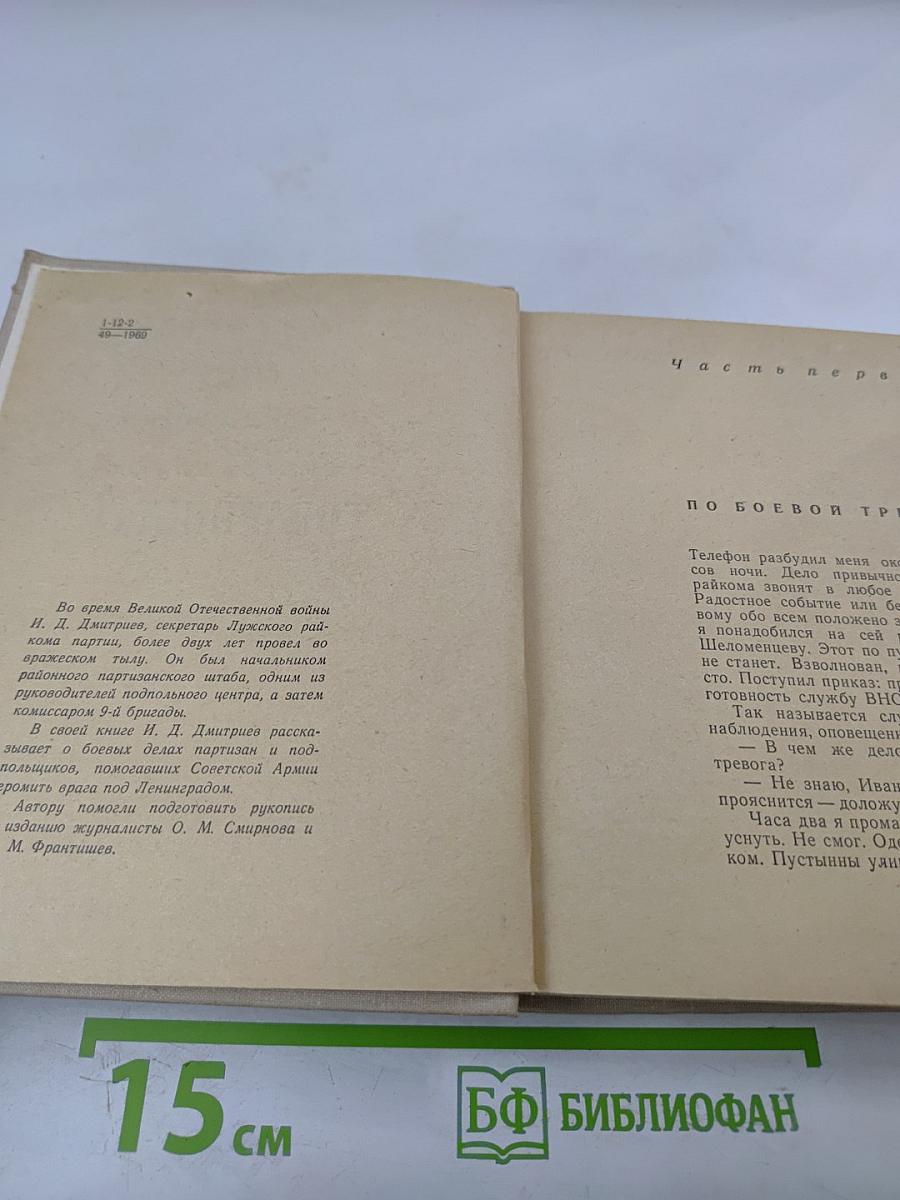 1-12-2
49—1969
Во время Великой Отечественной войны
И. Д. Дмитриев, секретарь Лужского рай-
кома партии, более двух лет провел во
вражеском тылу. Он был начальником
районного партизанского штаба, одним из
руководителей подпольного центра, а затем
комиссаром 9-й бригады.
В своей книге И. Д. Дмитриев расска-
зывает о боевых делах партизан и под-
польщиков, помогавших Советской Армии
громить врага под Ленинградом.
Автору помогли подготовить рукопись
изданию журналисты О. М. Смирнова и
М. Франтишев.
Часть перв
ПО БОЕВОЙ ТР
Телефон разбудил меня око
сов ночи. Дело привычно
райкома звонят в любое
Радостное событие или бе
вому обо всем положено з
я понадобился на сей
Шеломенцеву. Этот по пу
не станет. Взволнован,
сто. Поступил приказ: пр
готовность службу ВНО
Так называется слу
наблюдения, оповещени
— В чем же дело
тревога?
— Не знаю, Иван
прояснится — доложу
Часа два я прома
уснуть. Не смог. Оде
ком. Пустынны ули
15 см
БФ БИБЛИОФАН